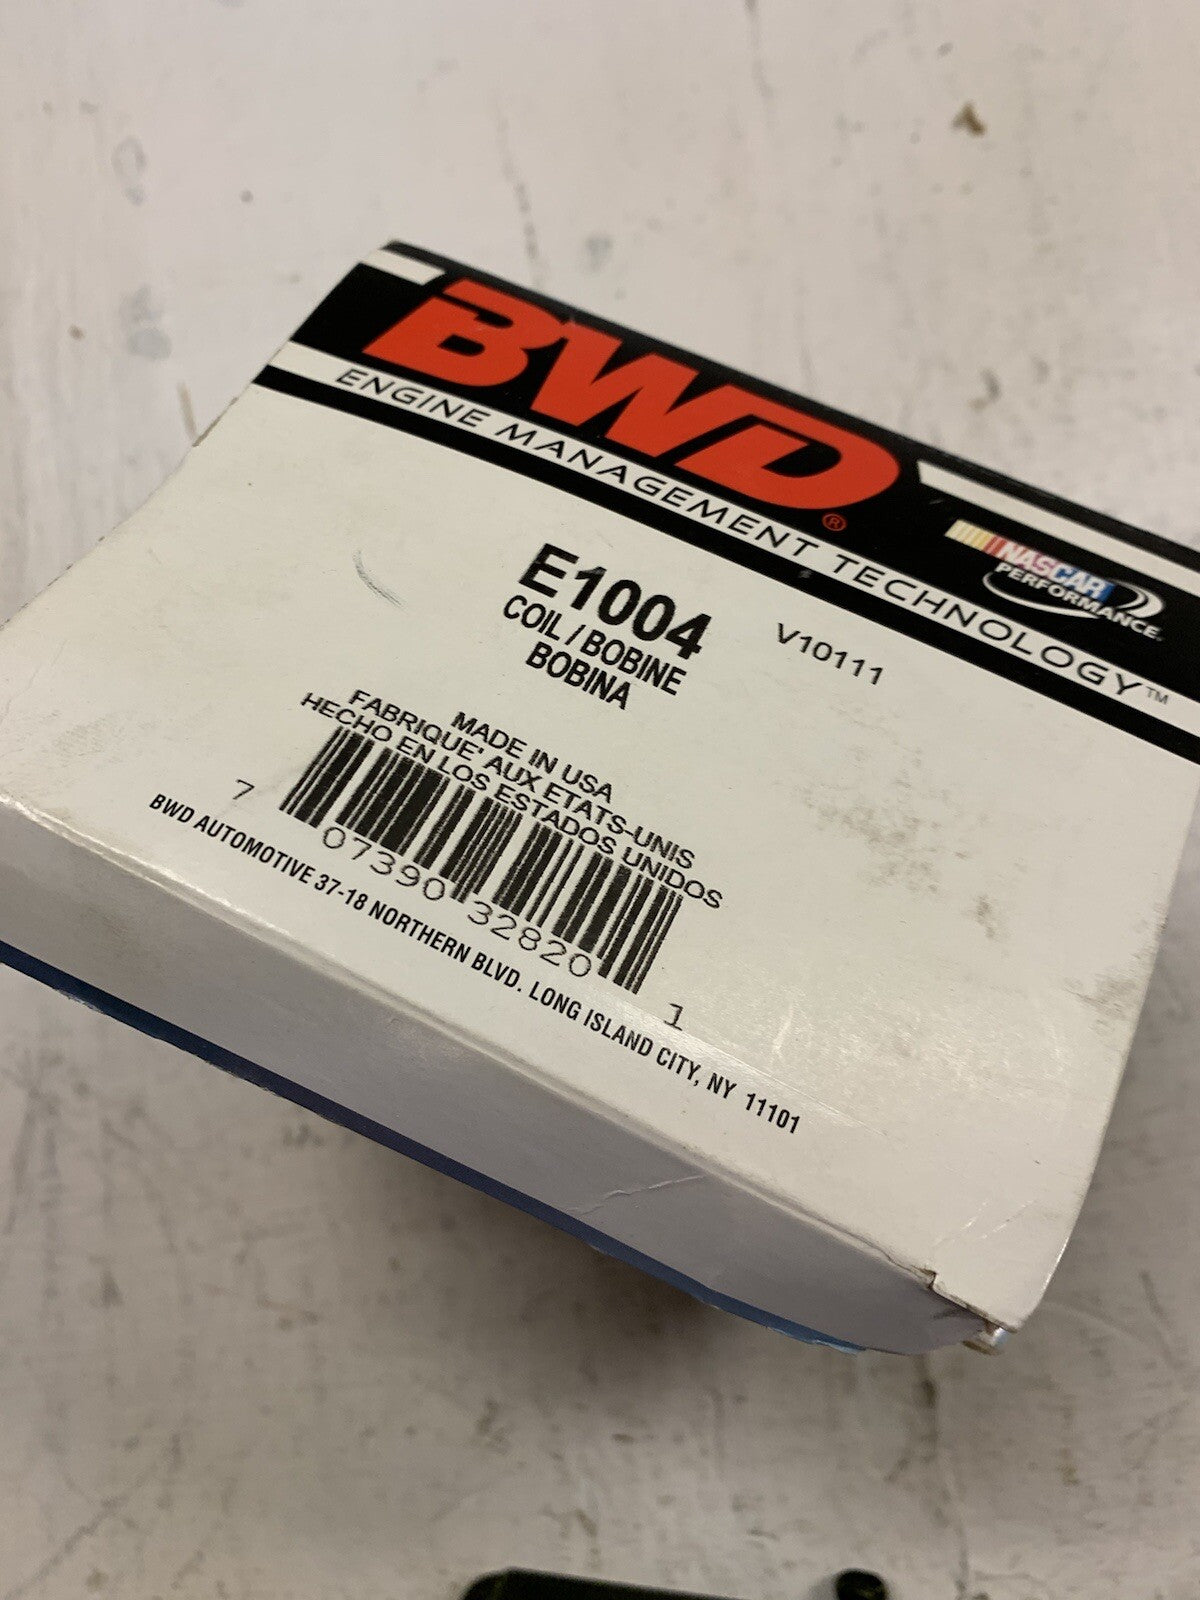 BWD®
ENGINE MANAGEMENT TECHNOLOGY™
NASCAR
PERFORMANCE.
E1004
V10111
COIL / BOBINE
BOBINA
MADE IN USA
FABRIQUE' AUX ETATS-UNIS
HECHO EN LOS ESTADOS UNIDOS
7 07390 32820 1
BWD AUTOMOTIVE 37-18 NORTHERN BLVD. LONG ISLAND CITY, NY 11101